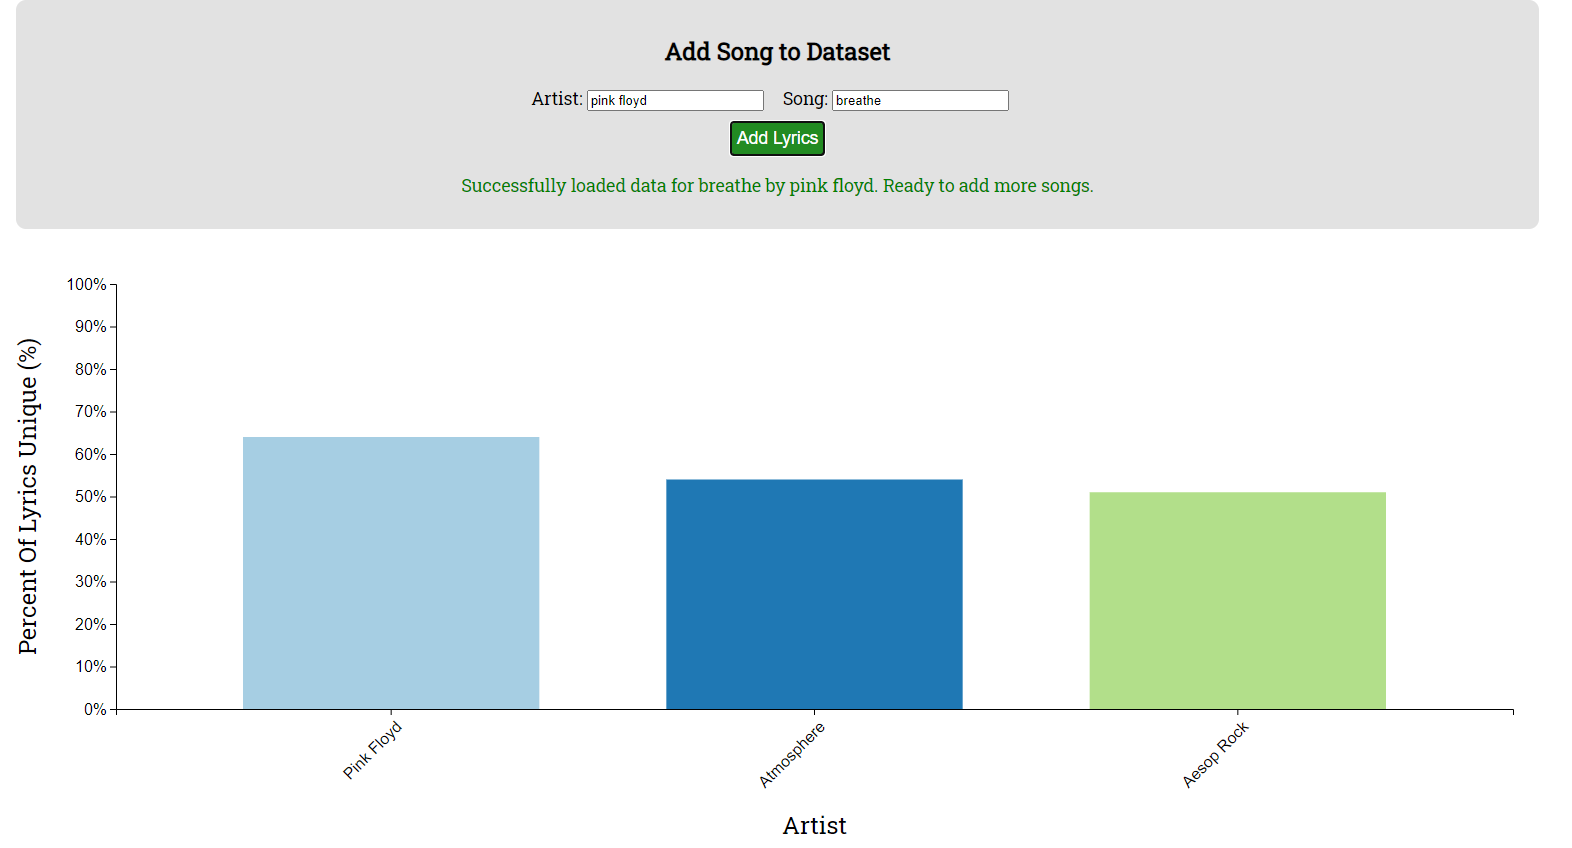 Add Song to Dataset
Artist: pink floyd Song: breathe
Add Lyrics
Successfully loaded data for breathe by pink floyd. Ready to add more songs.
Percent Of Lyrics Unique (%)
100%
90%
80%
70%
60%
50%
40%
30%
20%
10%
0%
Pink Floyd
Atmosphere
Aesop Rock
Artist